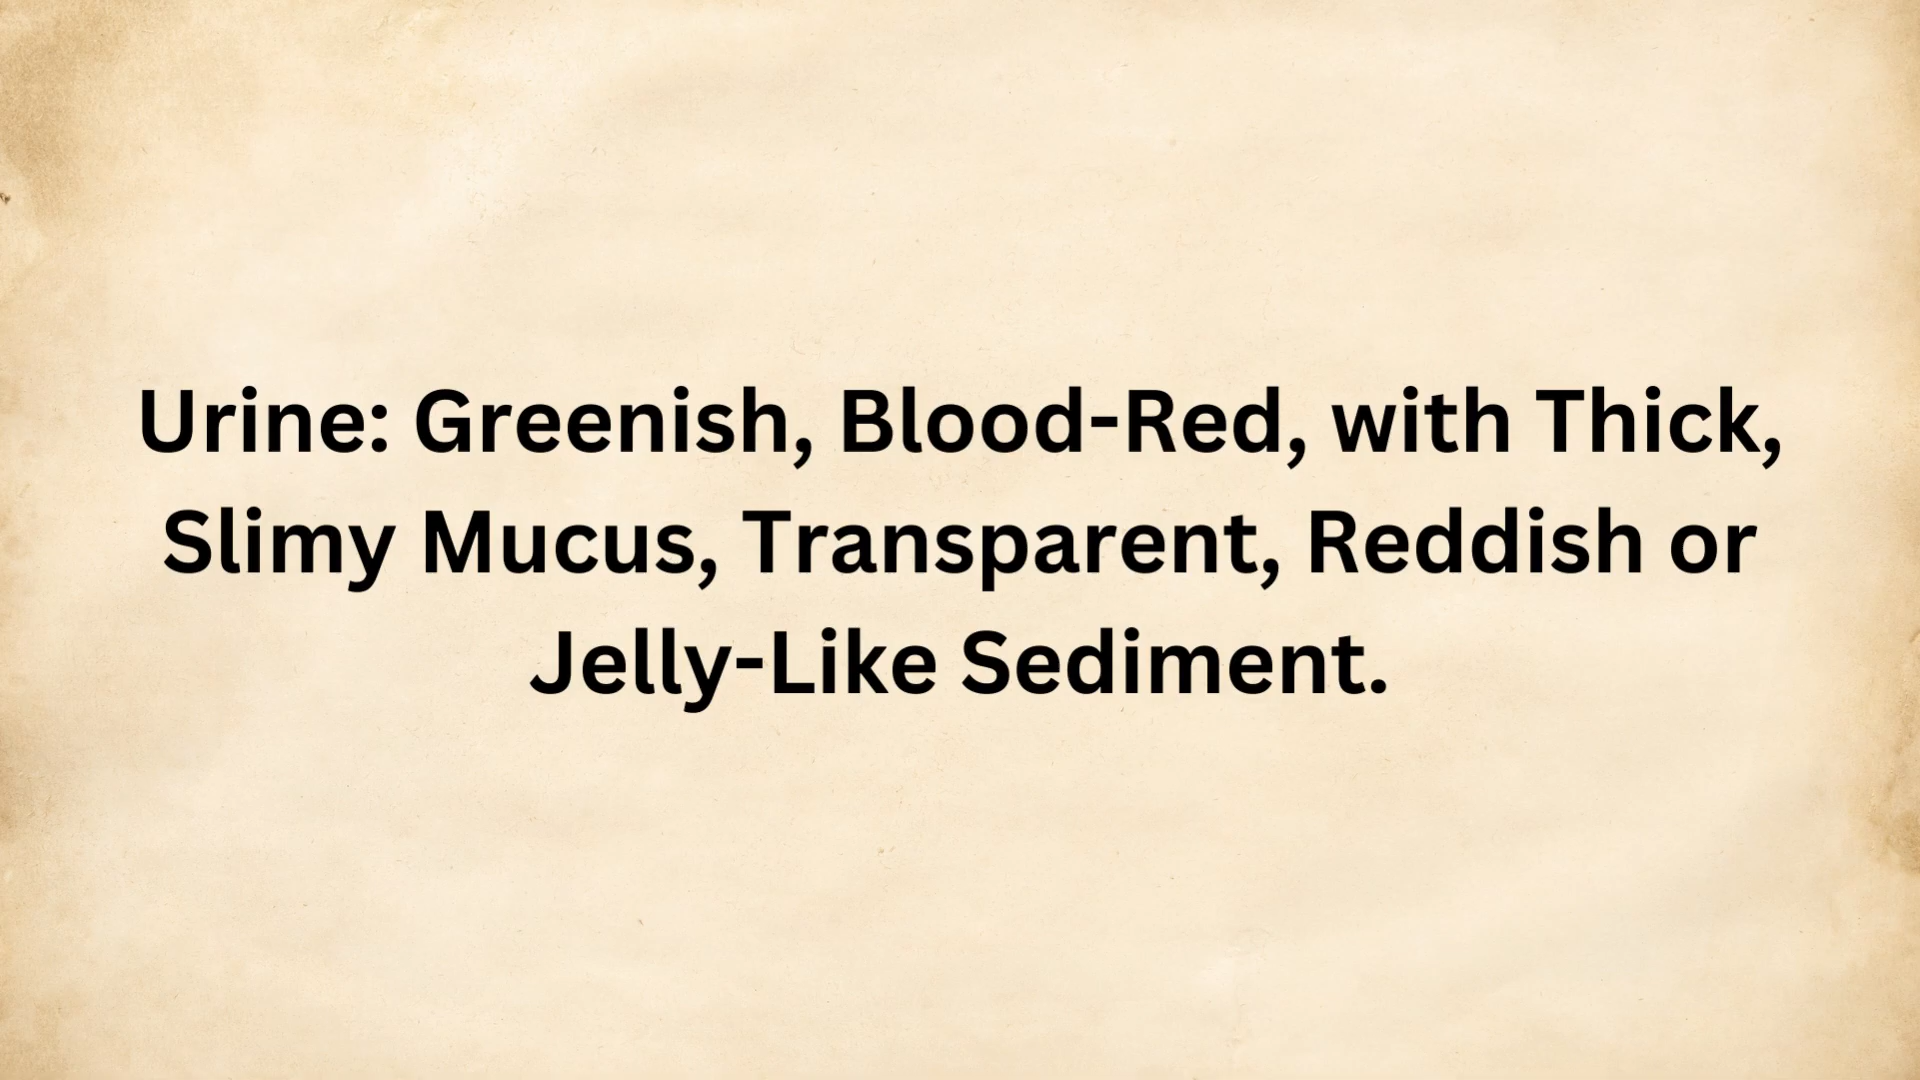 Urine: Greenish, Blood-Red, with Thick,
Slimy Mucus, Transparent, Reddish or
Jelly-Like Sediment.